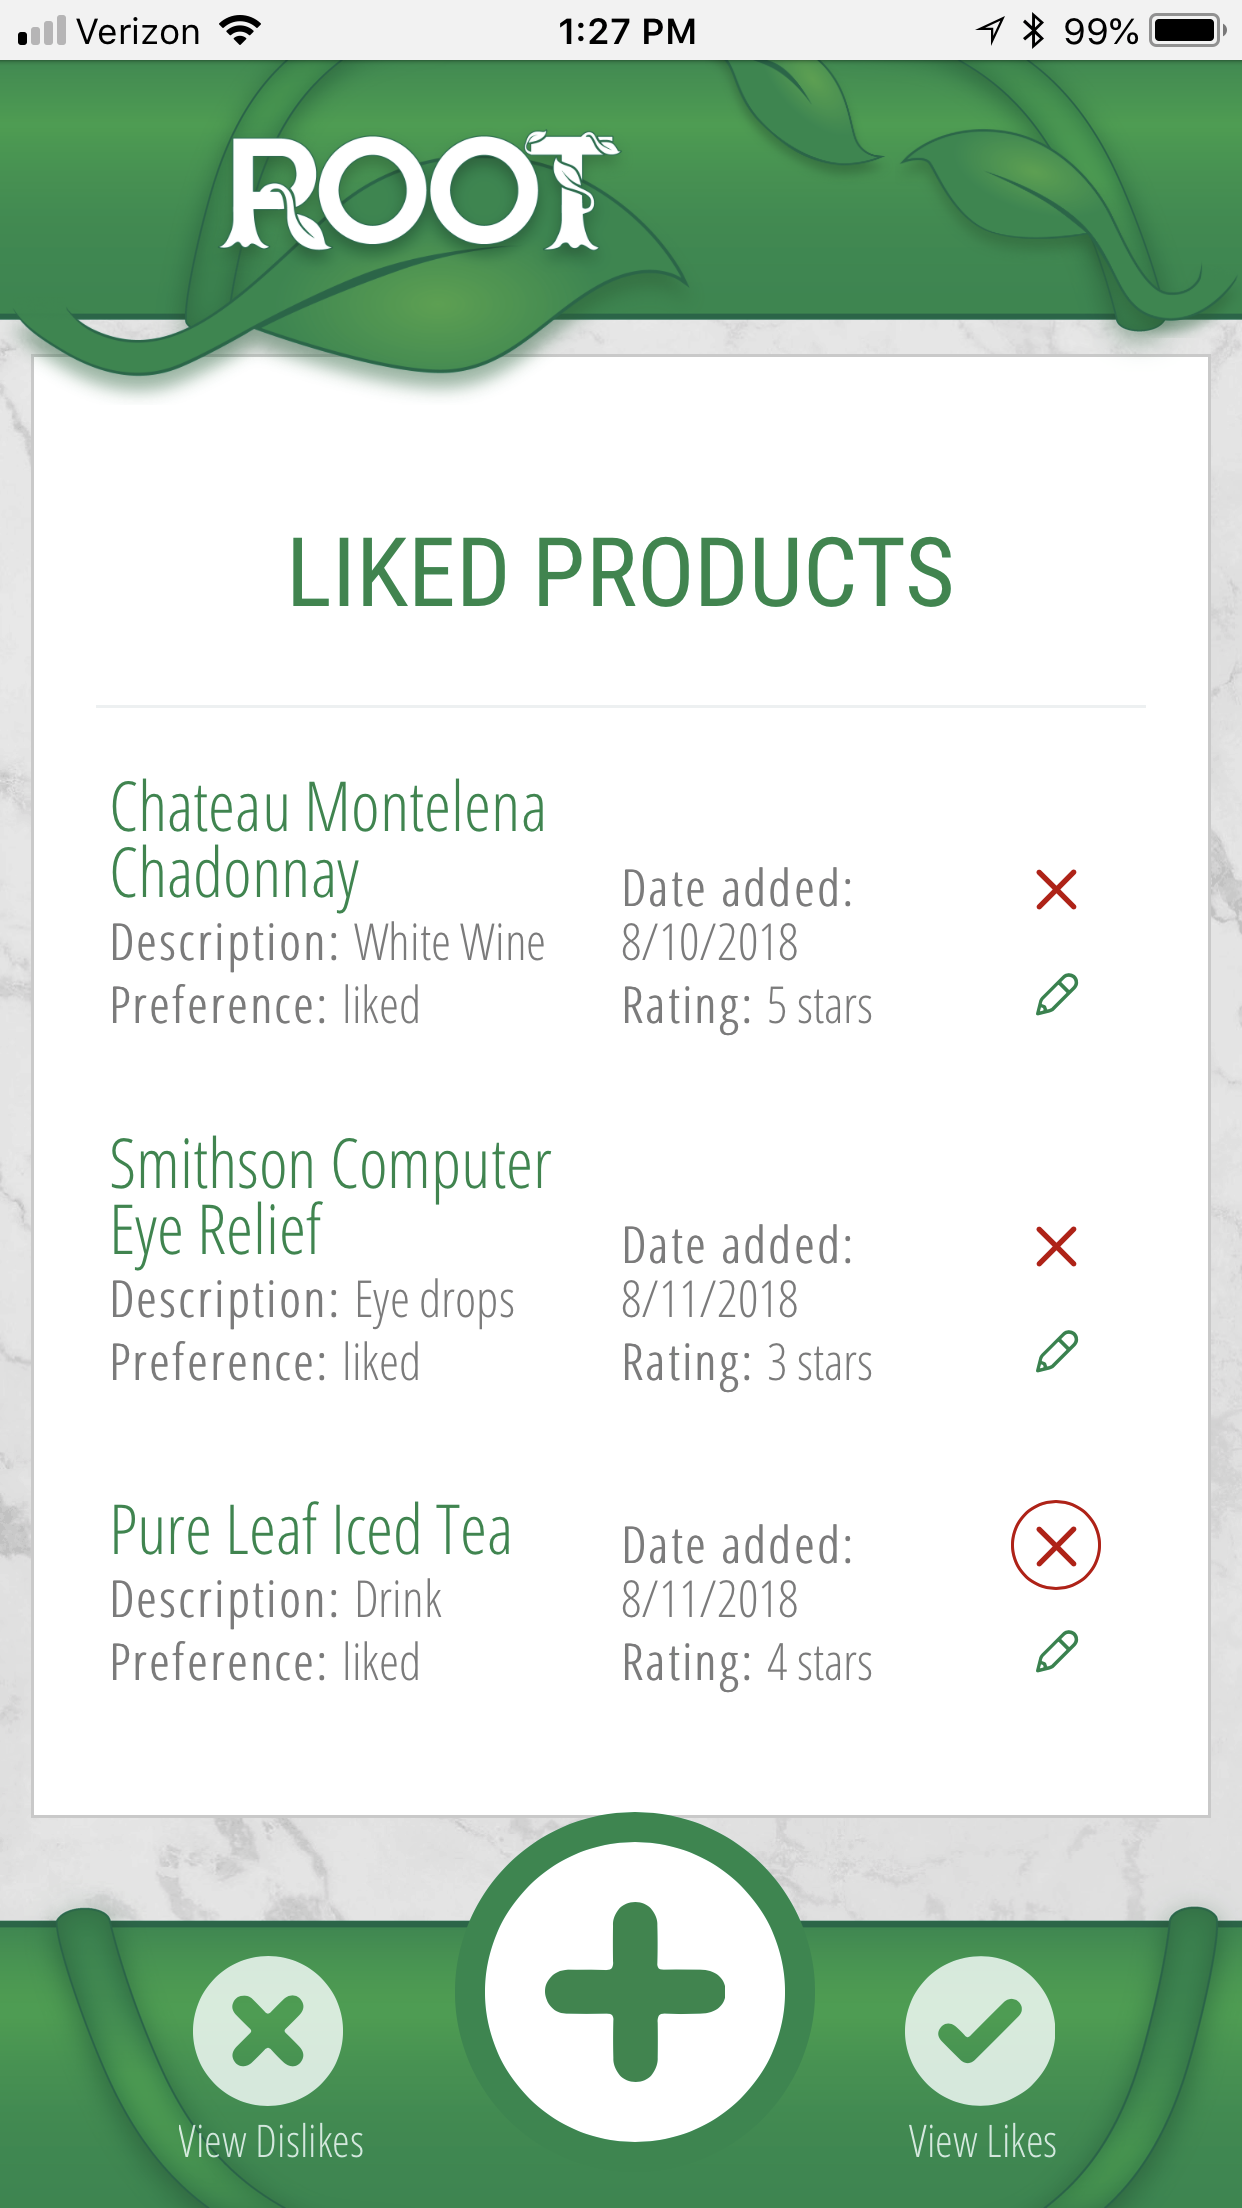 Verizon 1:27 PM 99%
ROOT
LIKED PRODUCTS
Chateau Montelena
Chadonnay
Description: White Wine
Preference: liked
Date added:
8/10/2018
Rating: 5 stars
Smithson Computer
Eye Relief
Description: Eye drops
Preference: liked
Date added:
8/11/2018
Rating: 3 stars
Pure Leaf Iced Tea
Description: Drink
Preference: liked
Date added:
8/11/2018
Rating: 4 stars
View Dislikes
View Likes